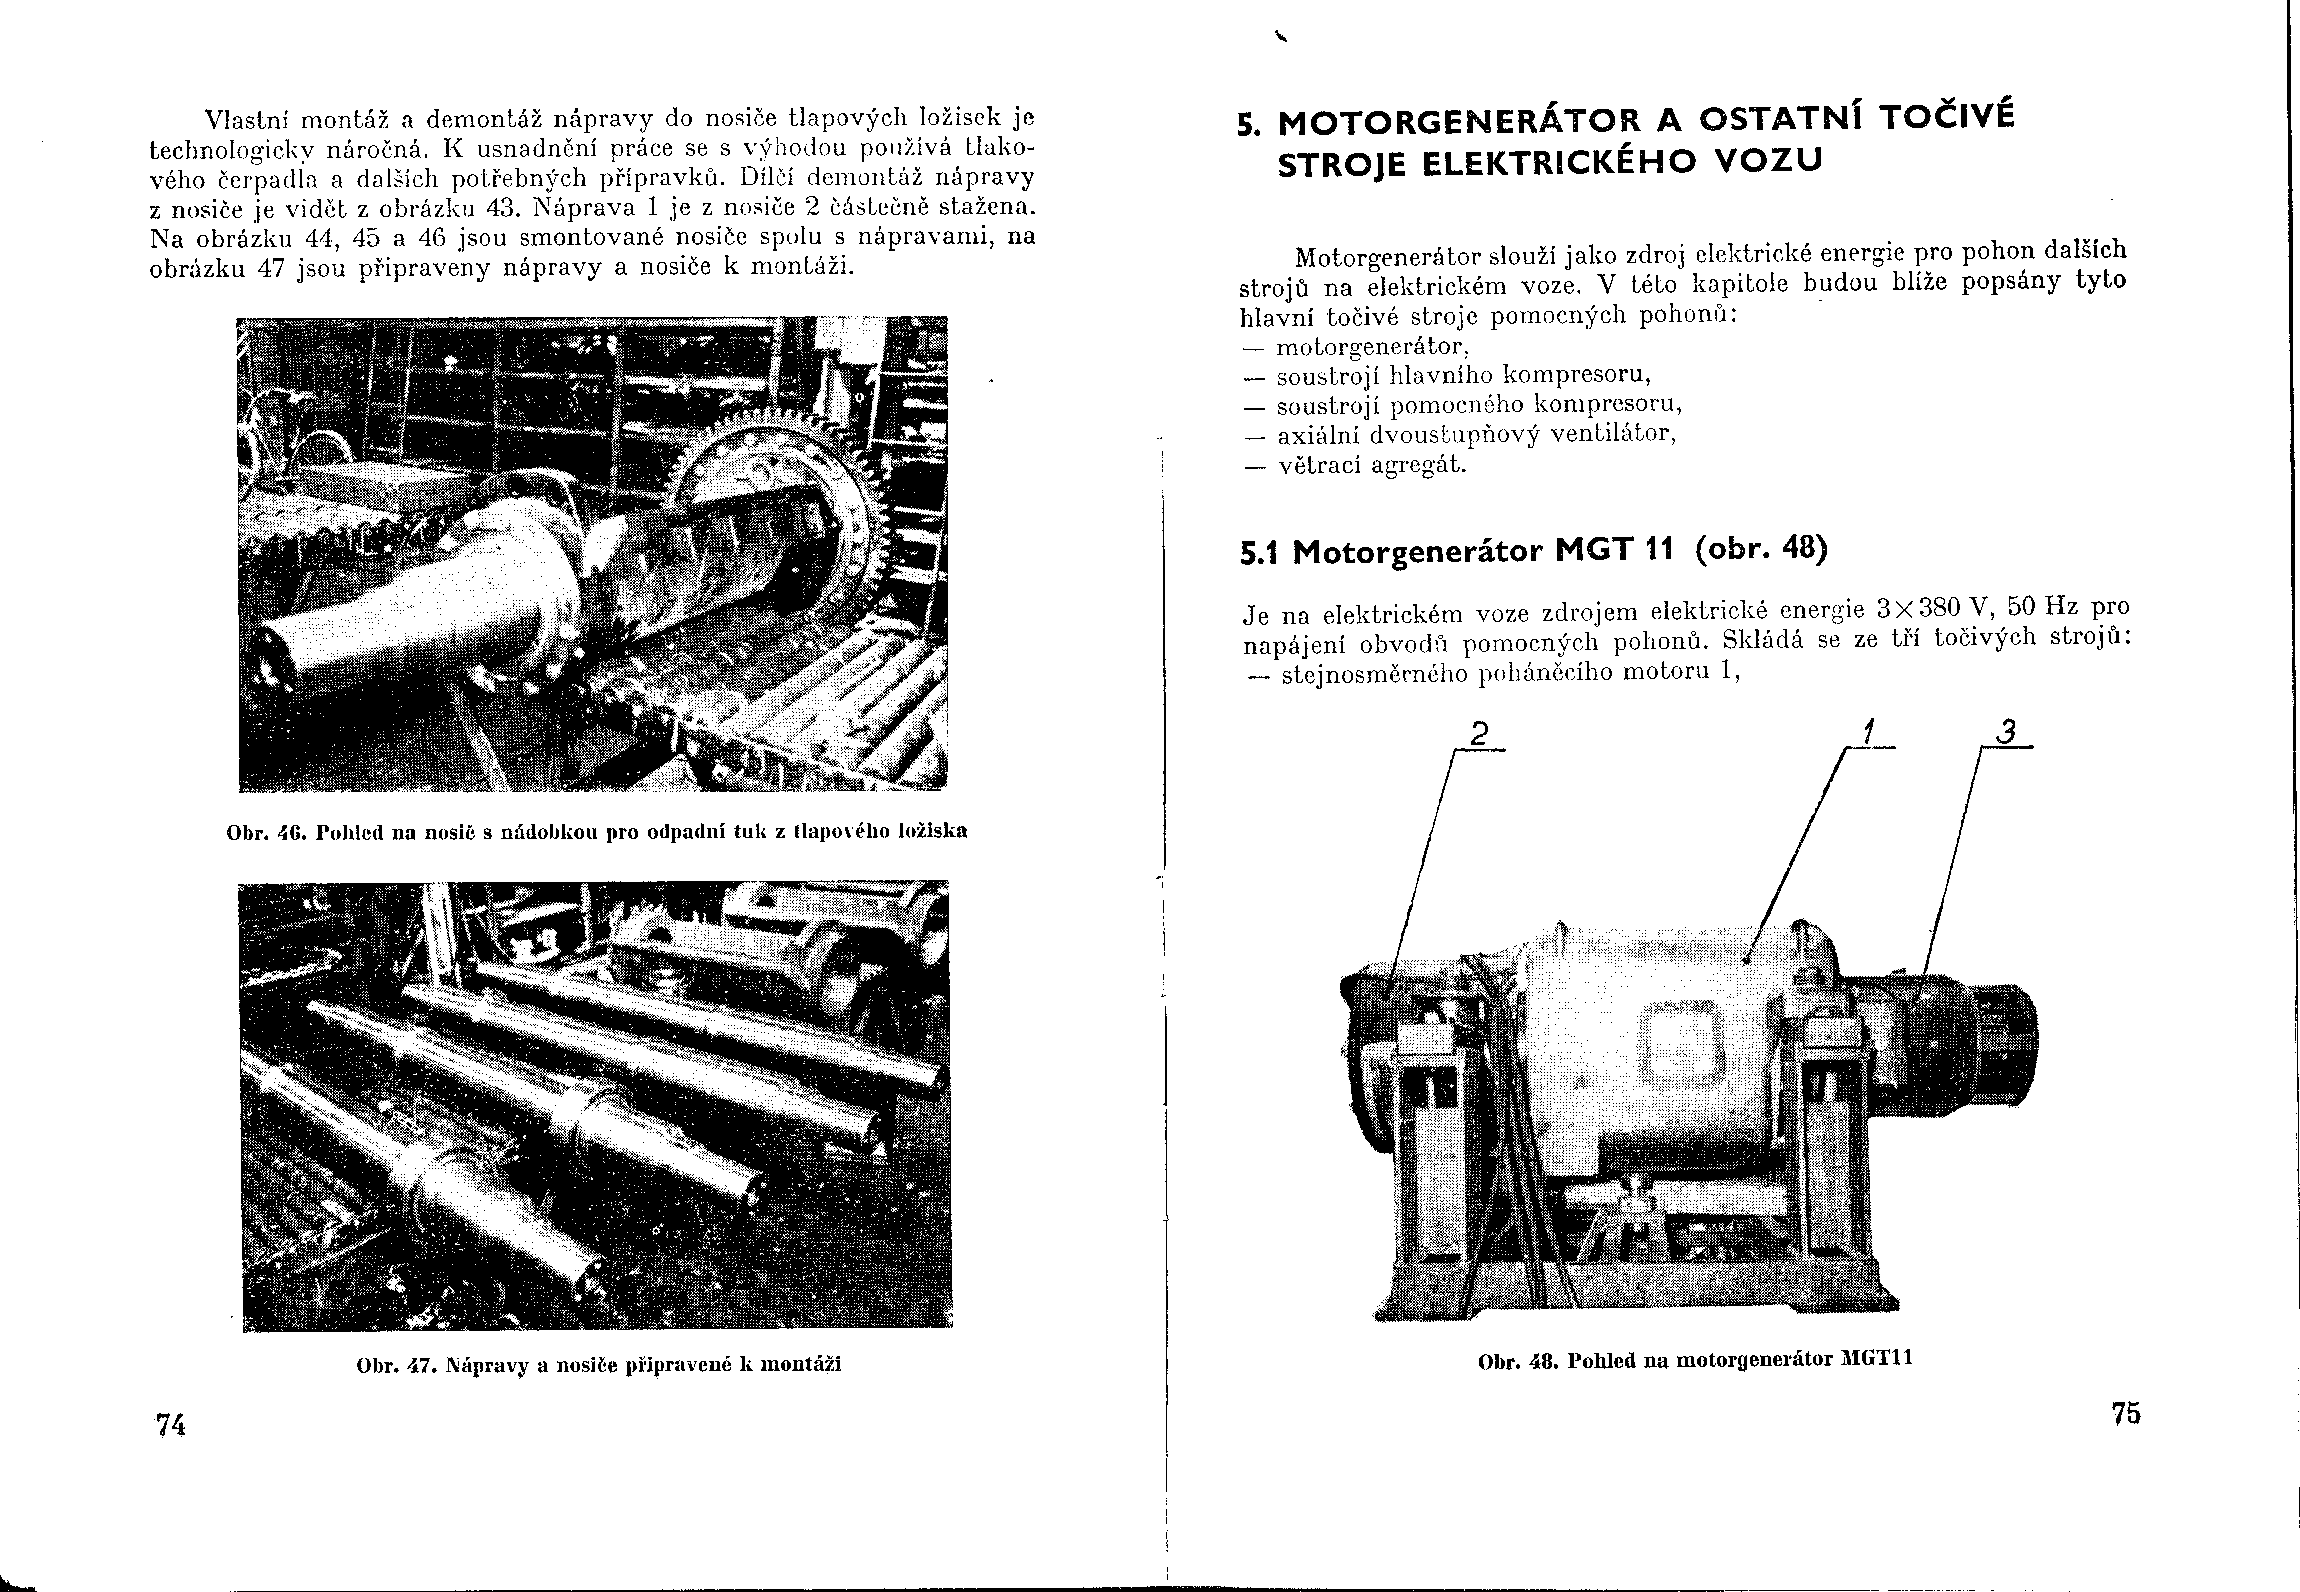 Vlastní montáž a demontáž nápravy do nosiče tlapových ložisek je
technologicky náročná. K usnadnění práce se s výhodou používá tlako-
vého čerpadla a dalších potřebných přípravků. Dílčí demontáž nápravy
z nosiče je vidět z obrázku 43. Náprava 1 je z nosiče 2 částečně stažena.
Na obrázku 44, 45 a 46 jsou smontované nosiče spolu s nápravami, na
obrázku 47 jsou připraveny nápravy a nosiče k montáži.
Obr. 46. Pohled na nosič s nádobkou pro odpadní tuk z tlapového ložiska
Obr. 47. Nápravy a nosiče připravené k montáži
74
5. MOTORGENERÁTOR A OSTATNÍ TOČIVÉ
STROJE ELEKTRICKÉHO VOZU
Motorgenerátor slouží jako zdroj elektrické energie pro pohon dalších
strojů na elektrickém voze. V této kapitole budou blíže popsány tyto
hlavní točivé stroje pomocných pohonů:
— motorgenerátor,
— soustrojí hlavního kompresoru,
— soustrojí pomocného kompresoru,
— axiální dvoustupňový ventilátor,
— větrací agregát.
5.1 Motorgenerátor MGT 11 (obr. 48)
Je na elektrickém voze zdrojem elektrické energie 3×380 V, 50 Hz pro
napájení obvodů pomocných pohonů. Skládá se ze tří točivých strojů:
— stejnosměrného poháněcího motoru 1,
2 1 3
Obr. 48. Pohled na motorgenerátor MGT11
75